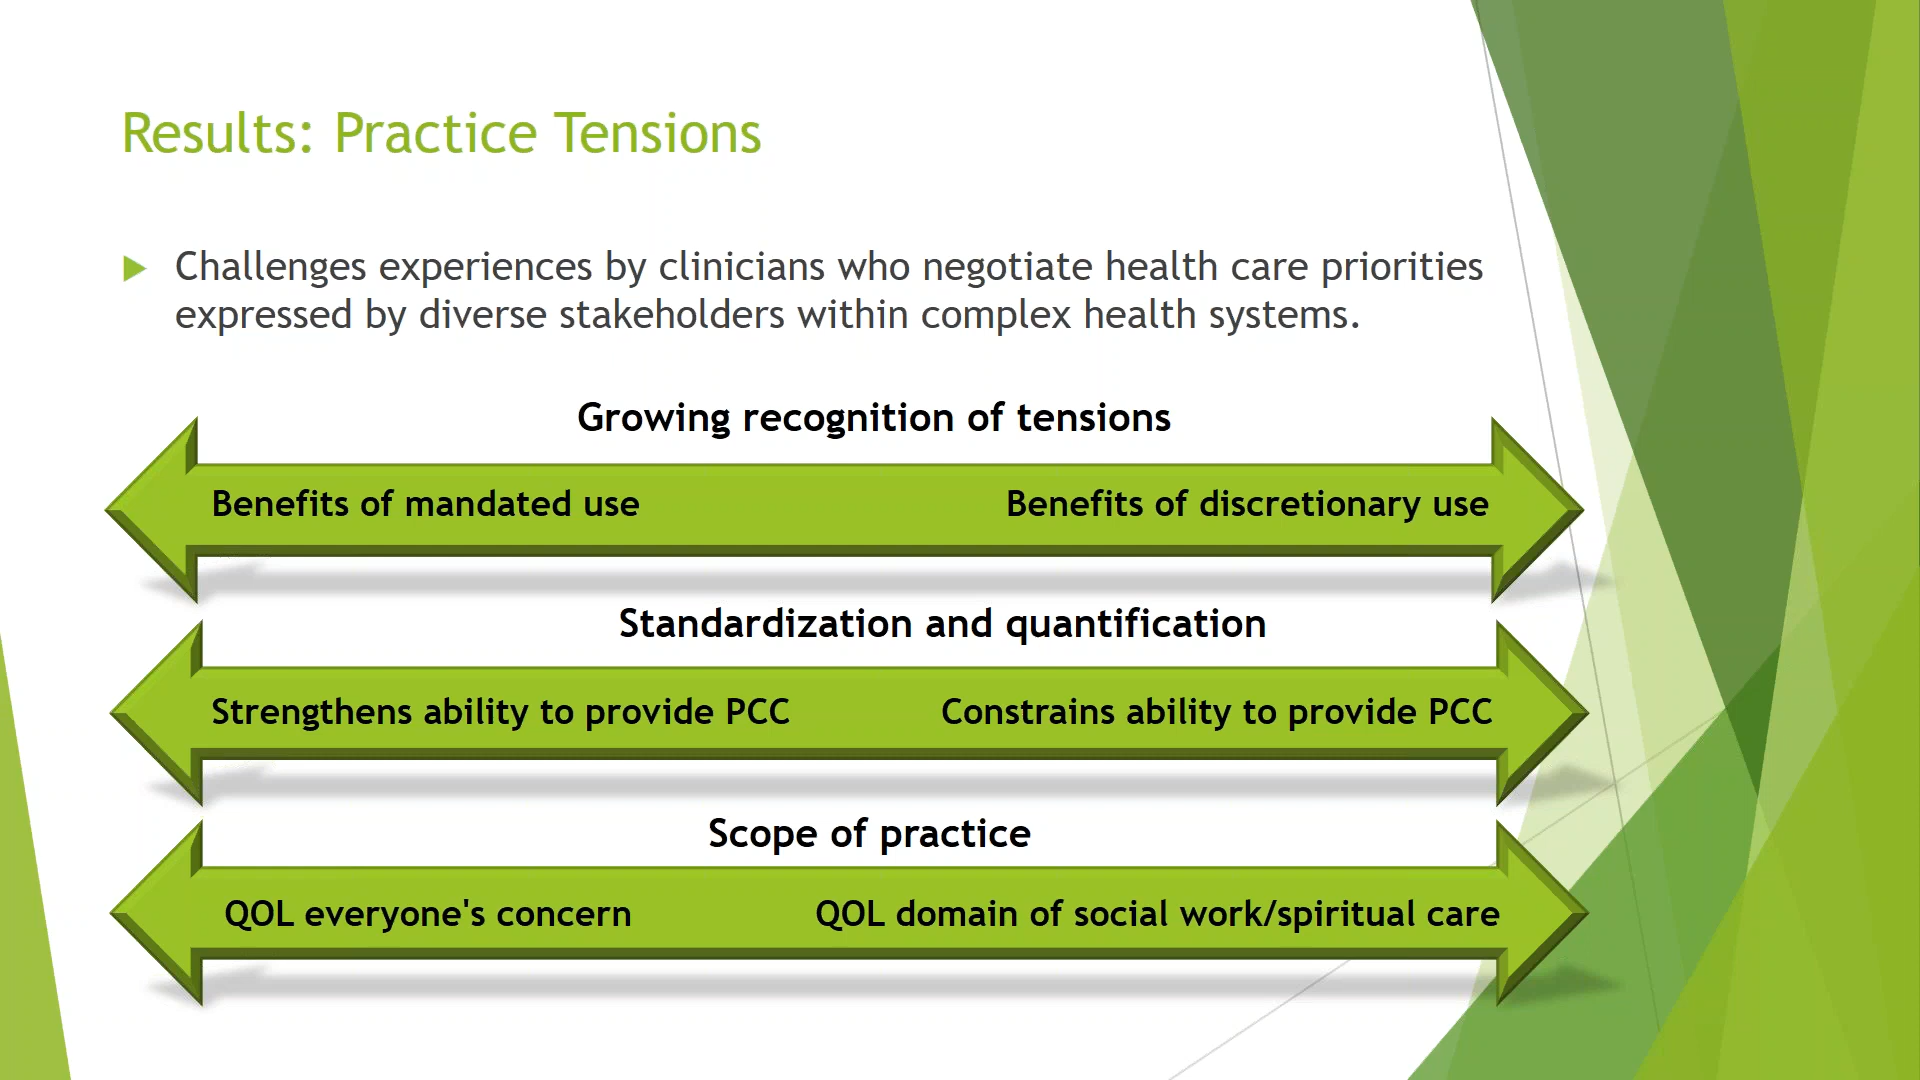 Results: Practice Tensions
Challenges experiences by clinicians who negotiate health care priorities
expressed by diverse stakeholders within complex health systems.
Growing recognition of tensions
Benefits of mandated use
Benefits of discretionary use
Standardization and quantification
Strengthens ability to provide PCC
Constrains ability to provide PCC
Scope of practice
QOL everyone's concern
QOL domain of social work/spiritual care